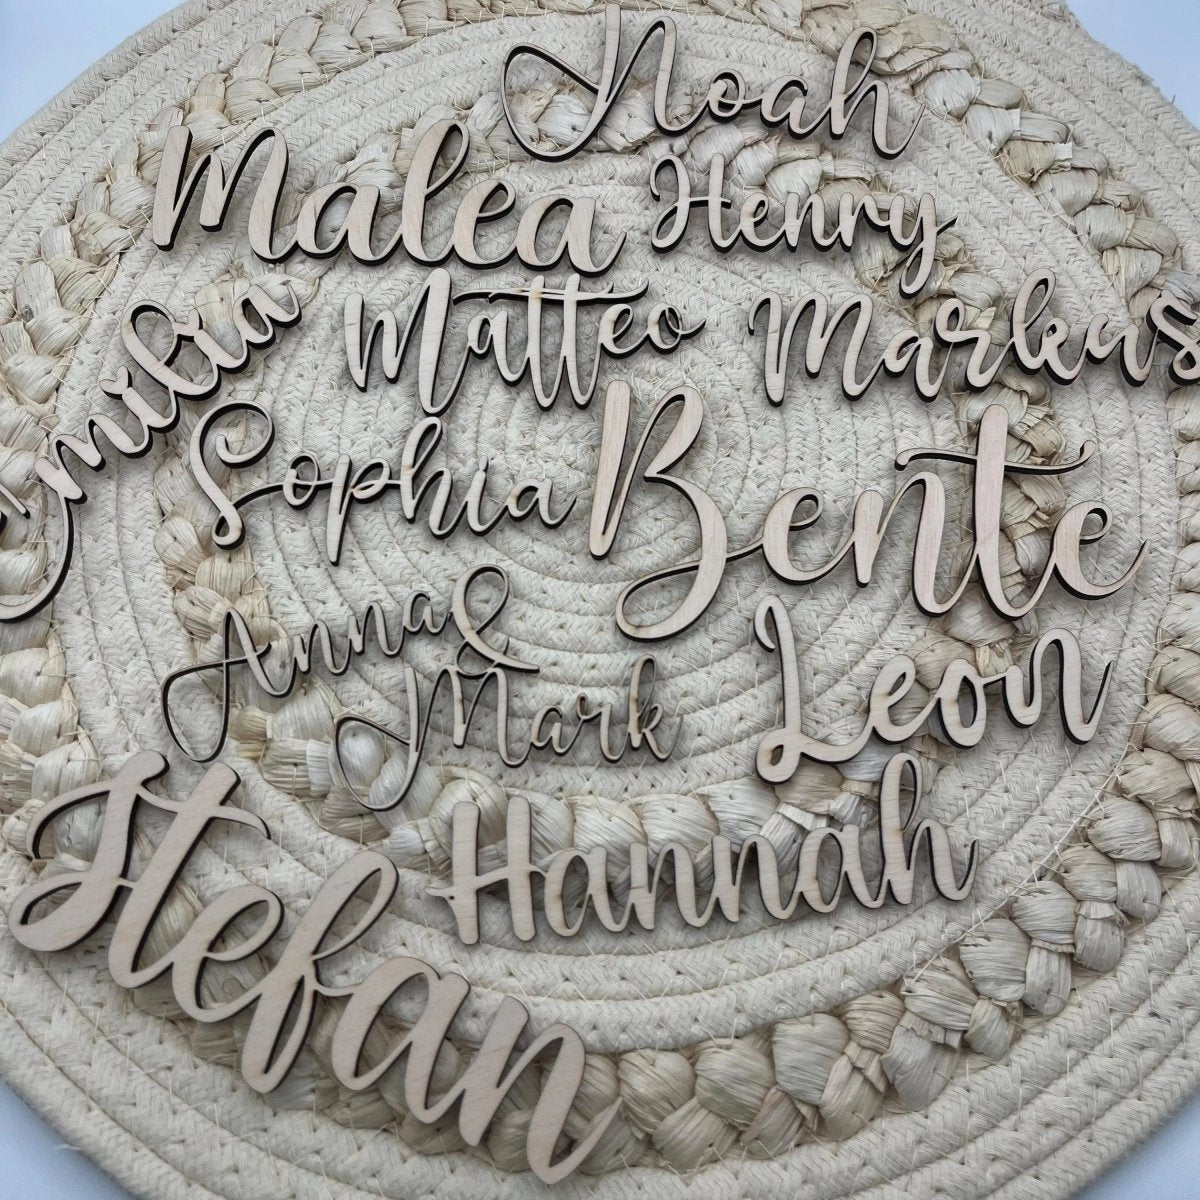 Noah
Malea
Henry
Emilia
Matteo
Markus
Sophia
Bente
Anna &
Mark
Leon
Stefan
Hannah